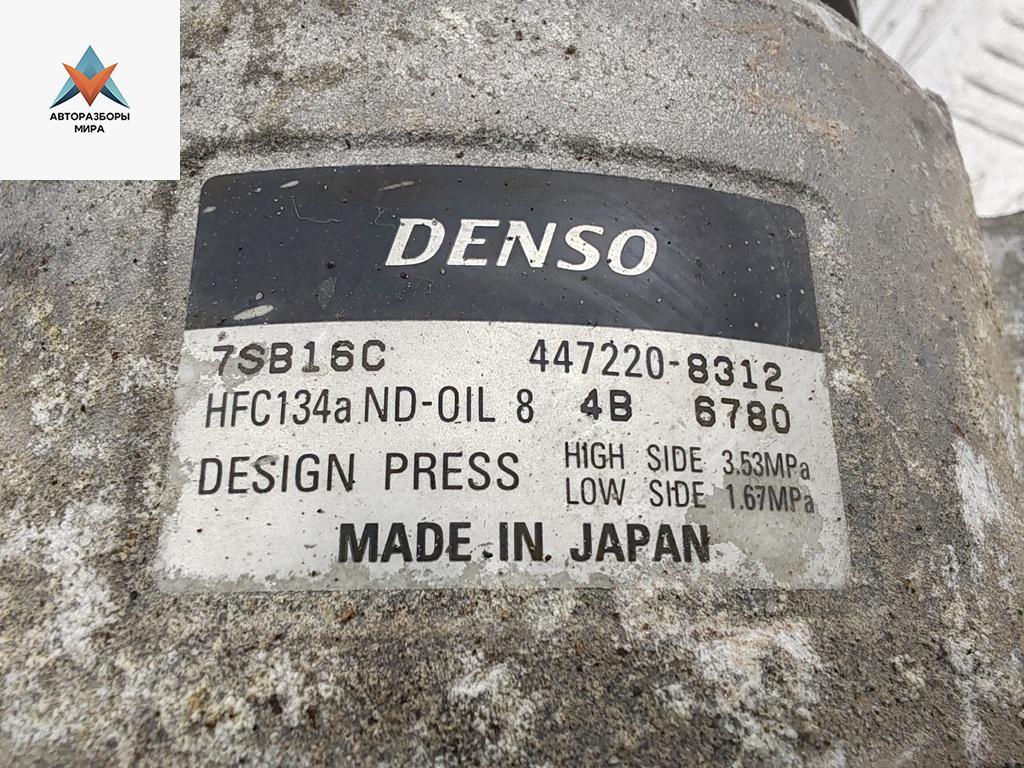 АВТОРАЗБОРЫ
МИРА
DENSO
7SB16C 447220-8312
HFC134a ND-OIL 8 4B 6780
DESIGN PRESS HIGH SIDE 3.53MPa
LOW SIDE 1.67MPa
MADE IN JAPAN